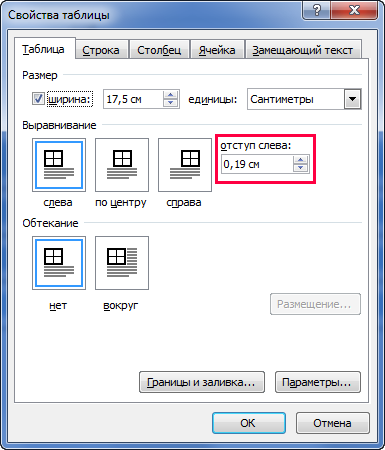 Свойства таблицы
Таблица Строка Столбец Ячейка Замещающий текст
Размер
ширина: 17,5 см единицы: Сантиметры
Выравнивание
отступ слева:
0,19 см
слева по центру справа
Обтекание
нет вокруг
Размещение...
Границы и заливка... Параметры...
ОК Отмена